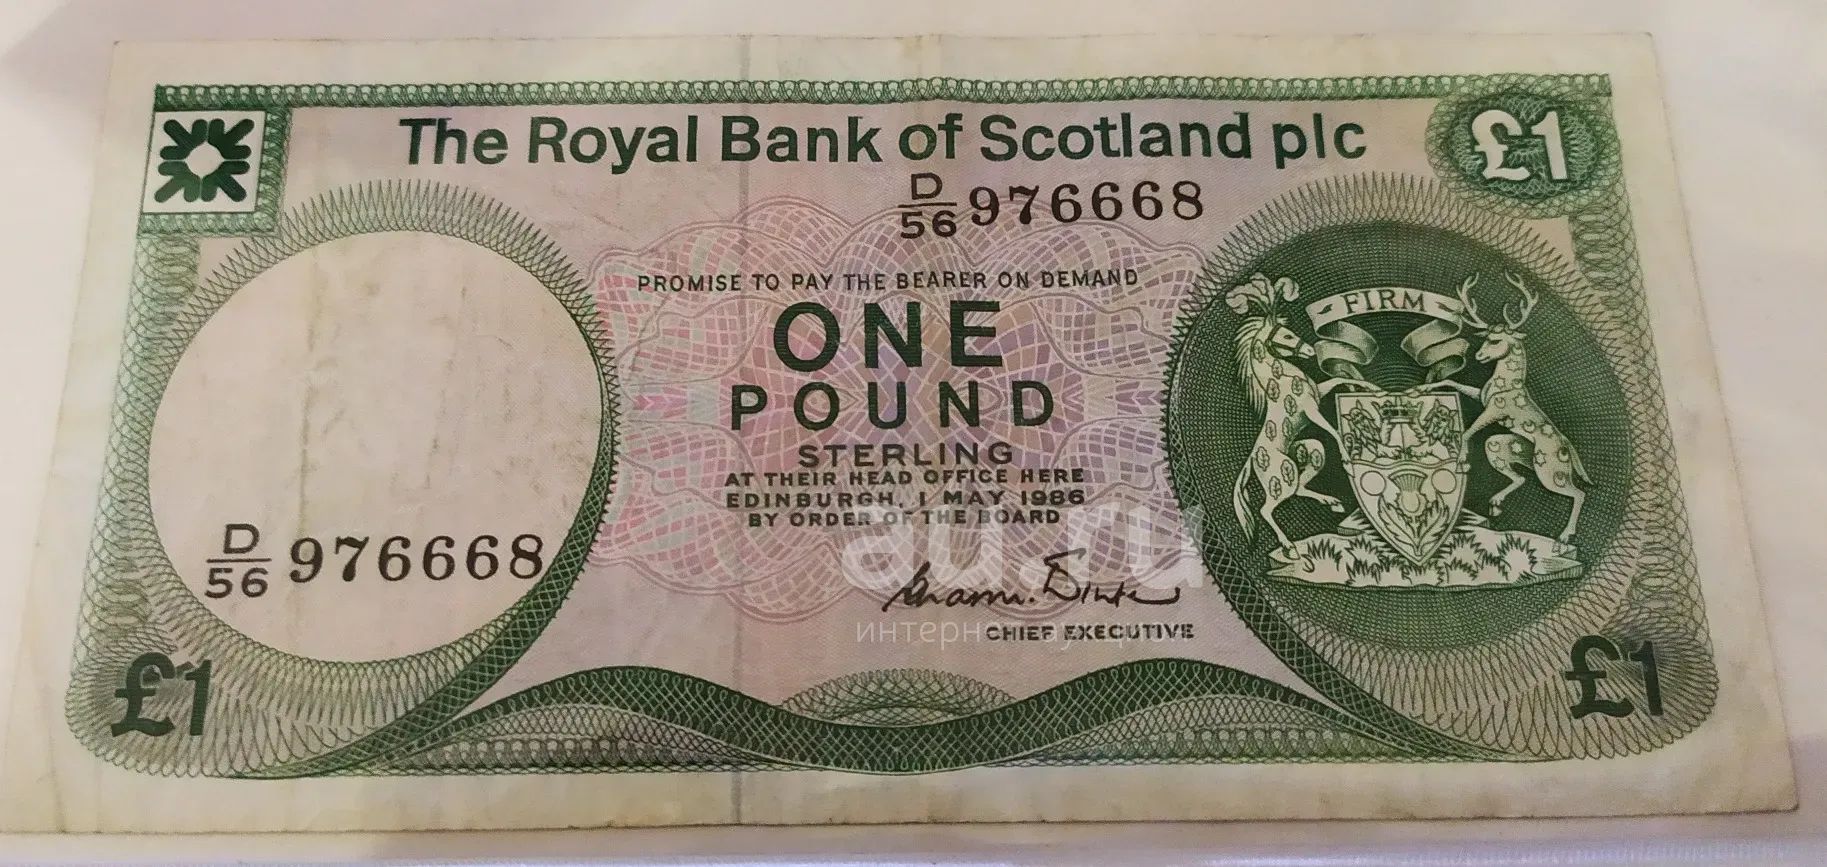 The Royal Bank of Scotland plc
£1
D/56 976668
PROMISE TO PAY THE BEARER ON DEMAND
ONE
POUND
STERLING
AT THEIR HEAD OFFICE HERE
EDINBURGH, 1 MAY 1986
BY ORDER OF THE BOARD
FIRM
D/56 976668
au.ru
CHIEF EXECUTIVE
£1
£1